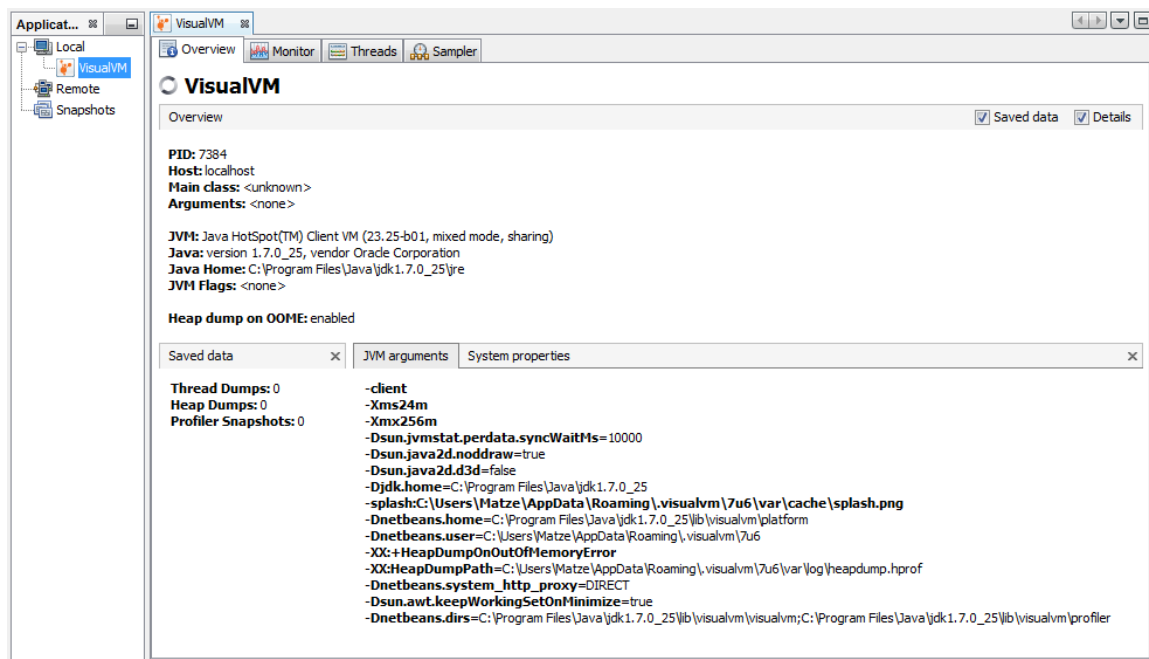 Applicat...
Local
VisualVM
Remote
Snapshots
VisualVM
Overview Monitor Threads Sampler
VisualVM
Overview Saved data Details
PID: 7384
Host: localhost
Main class: <unknown>
Arguments: <none>
JVM: Java HotSpot(TM) Client VM (23.25-b01, mixed mode, sharing)
Java: version 1.7.0_25, vendor Oracle Corporation
Java Home: C:\Program Files\Java\jdk1.7.0_25\jre
JVM Flags: <none>
Heap dump on OOME: enabled
Saved data
Thread Dumps: 0
Heap Dumps: 0
Profiler Snapshots: 0
JVM arguments System properties
-client
-Xms24m
-Xmx256m
-Dsun.jvmstat.perdata.syncWaitMs=10000
-Dsun.java2d.noddraw=true
-Dsun.java2d.d3d=false
-Djdk.home=C:\Program Files\Java\jdk1.7.0_25
-splash:C:\Users\Matze\AppData\Roaming\.visualvm\7u6\var\cache\splash.png
-Dnetbeans.home=C:\Program Files\Java\jdk1.7.0_25\lib\visualvm\platform
-Dnetbeans.user=C:\Users\Matze\AppData\Roaming\.visualvm\7u6
-XX:+HeapDumpOnOutOfMemoryError
-XX:HeapDumpPath=C:\Users\Matze\AppData\Roaming\.visualvm\7u6\var\log\heapdump.hprof
-Dnetbeans.system_http_proxy=DIRECT
-Dsun.awt.keepWorkingSetOnMinimize=true
-Dnetbeans.dirs=C:\Program Files\Java\jdk1.7.0_25\lib\visualvm\visualvm;C:\Program Files\Java\jdk1.7.0_25\lib\visualvm\profiler